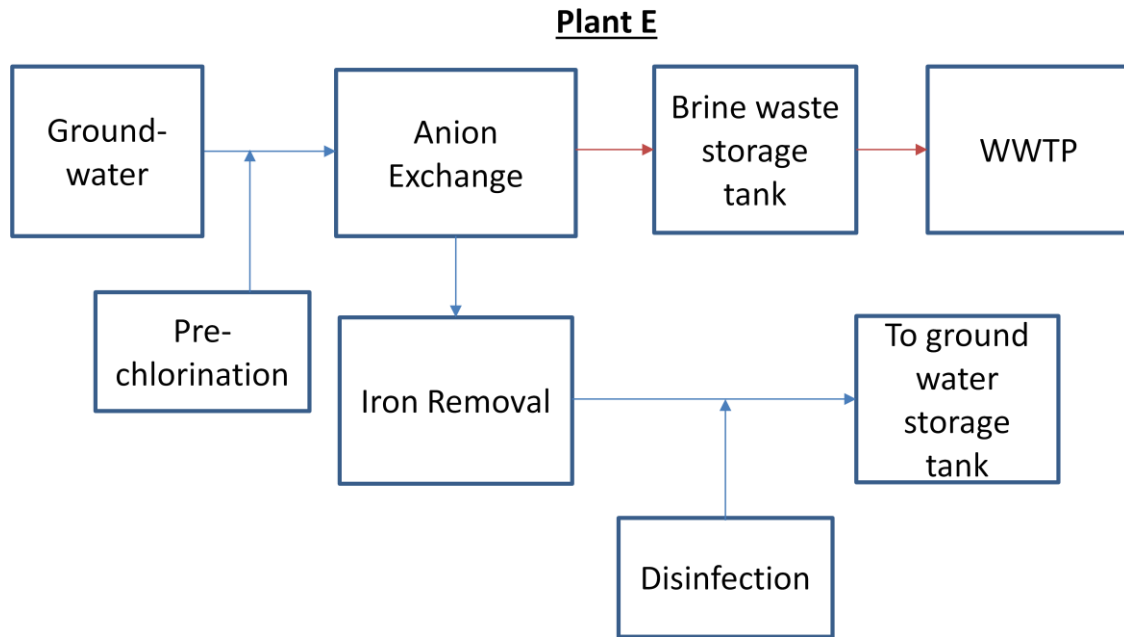 Plant E
Ground-
water
Anion
Exchange
Brine waste
storage
tank
WWTP
Pre-
chlorination
Iron Removal
To ground
water
storage
tank
Disinfection